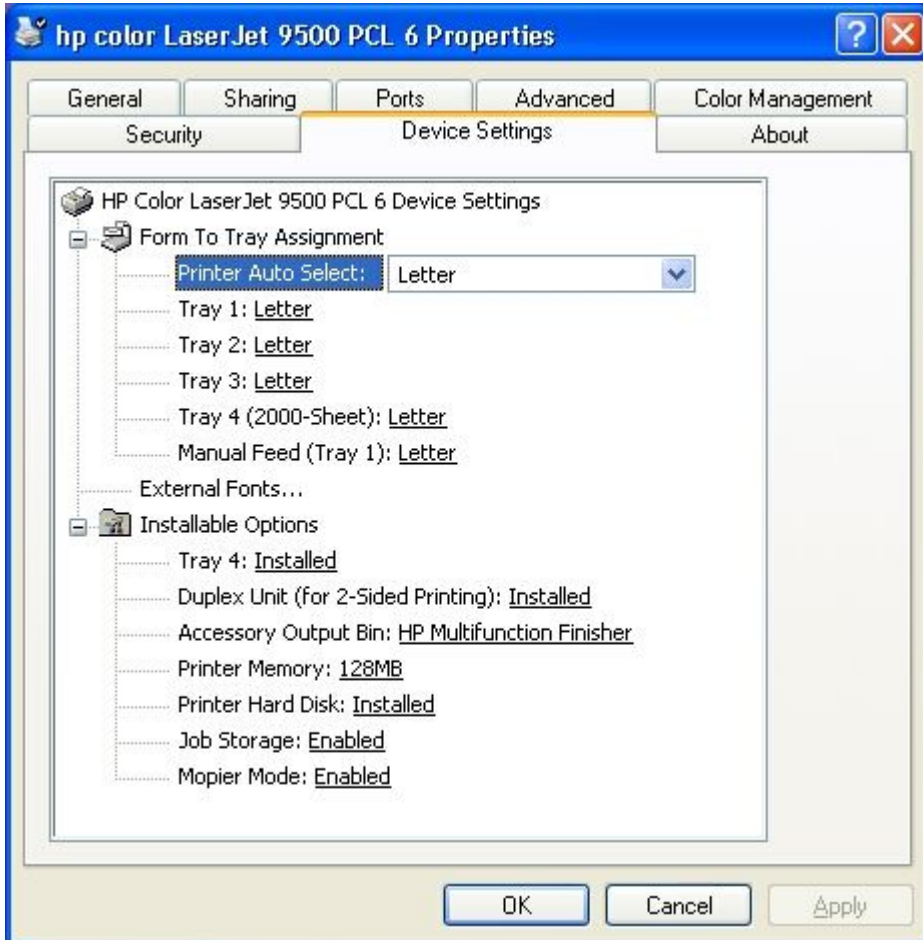 hp color LaserJet 9500 PCL 6 Properties
General Sharing Ports Advanced Color Management
Security Device Settings About
HP Color LaserJet 9500 PCL 6 Device Settings
Form To Tray Assignment
Printer Auto Select: Letter
Tray 1: Letter
Tray 2: Letter
Tray 3: Letter
Tray 4 (2000-Sheet): Letter
Manual Feed (Tray 1): Letter
External Fonts...
Installable Options
Tray 4: Installed
Duplex Unit (for 2-Sided Printing): Installed
Accessory Output Bin: HP Multifunction Finisher
Printer Memory: 128MB
Printer Hard Disk: Installed
Job Storage: Enabled
Mopier Mode: Enabled
OK Cancel Apply